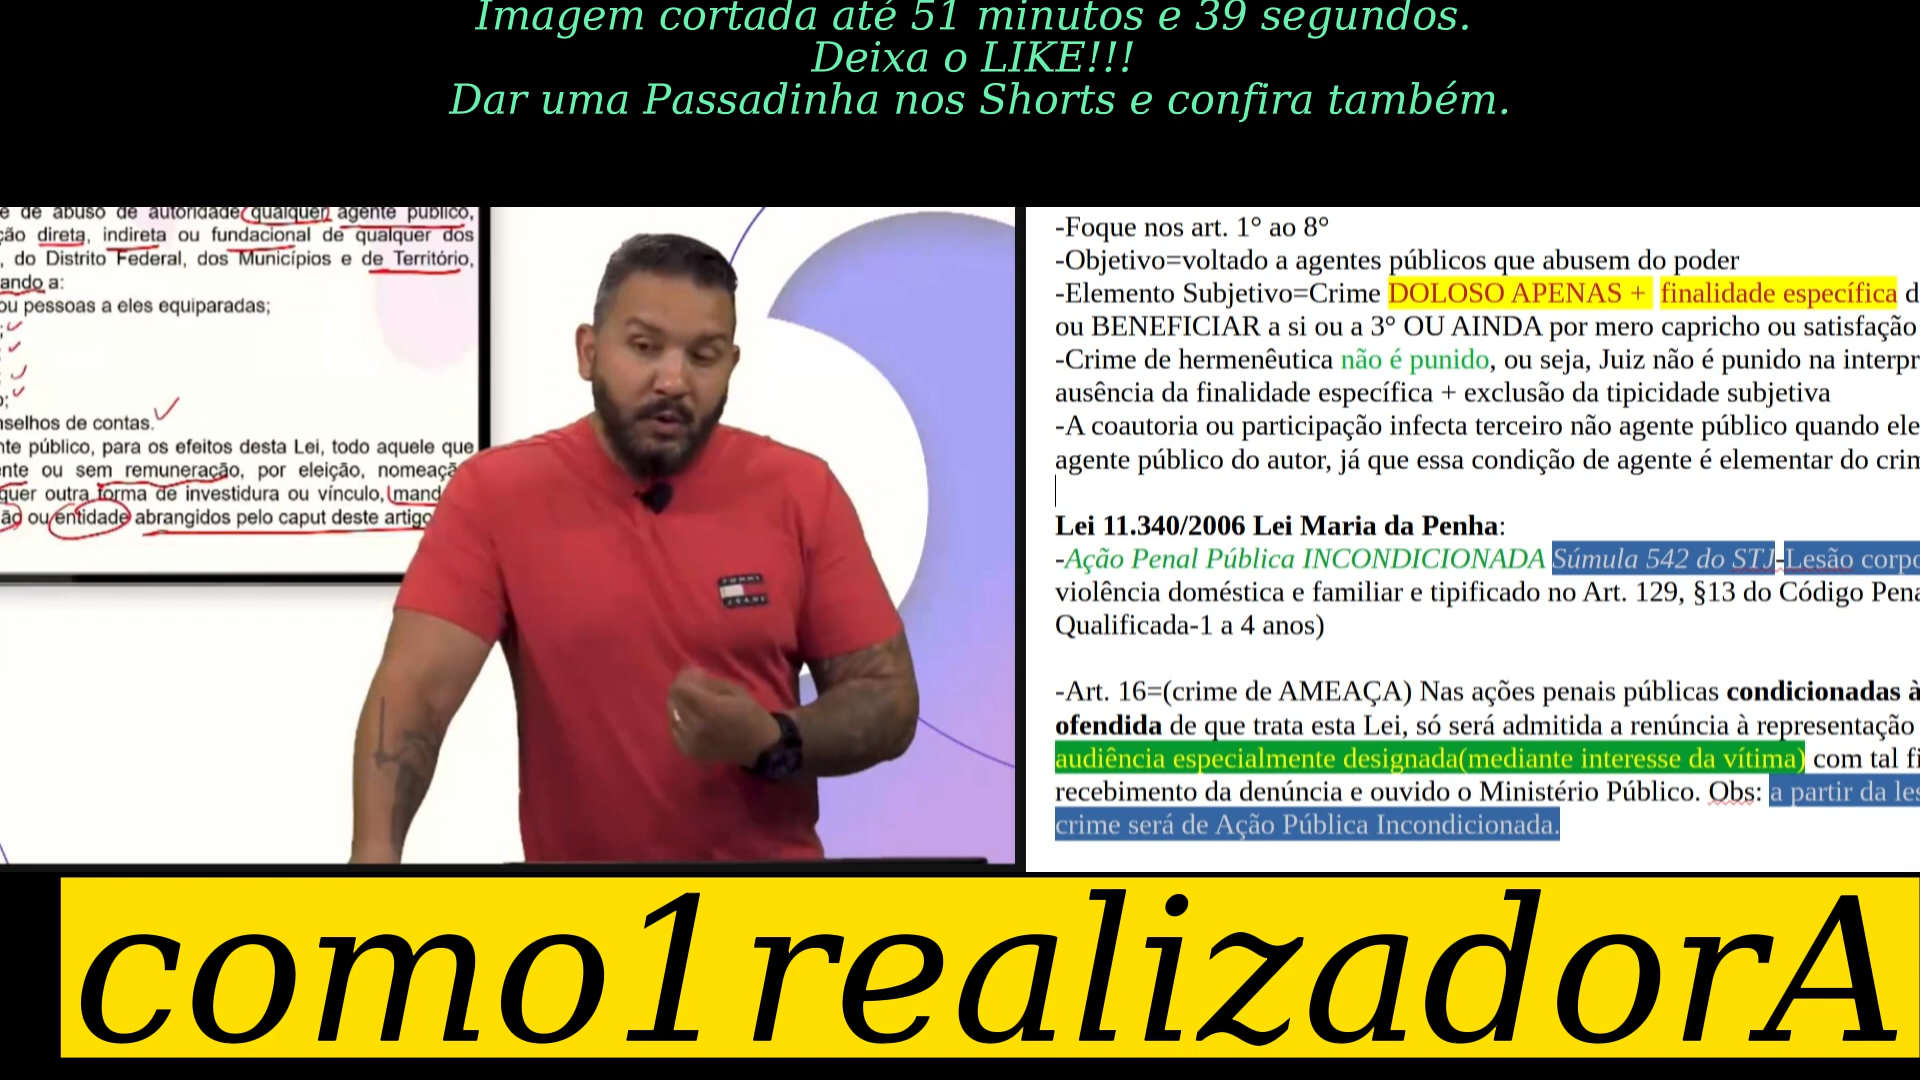 Imagem cortada até 51 minutos e 39 segundos.
Deixa o LIKE!!!
Dar uma Passadinha nos Shorts e confira também.
e de abuso de autoridade qualquer agente público,
ção direta, indireta ou fundacional de qualquer dos
, do Distrito Federal, dos Municípios e de Território,
ando a:
ou pessoas a eles equiparadas;
nselhos de contas.
nte público, para os efeitos desta Lei, todo aquele que
ente ou sem remuneração, por eleição, nomeaçã
quer outra forma de investidura ou vínculo, mand
ão ou entidade abrangidos pelo caput deste artigo
TOMMY
JEANS
-Foque nos art. 1° ao 8°
-Objetivo=voltado a agentes públicos que abusem do poder
-Elemento Subjetivo=Crime DOLOSO APENAS + finalidade específica d
ou BENEFICIAR a si ou a 3° OU AINDA por mero capricho ou satisfação
-Crime de hermenêutica não é punido, ou seja, Juiz não é punido na interpr
ausência da finalidade específica + exclusão da tipicidade subjetiva
-A coautoria ou participação infecta terceiro não agente público quando ele
agente público do autor, já que essa condição de agente é elementar do crim
Lei 11.340/2006 Lei Maria da Penha:
-Ação Penal Pública INCONDICIONADA Súmula 542 do STJ-Lesão corpo
violência doméstica e familiar e tipificado no Art. 129, §13 do Código Pena
Qualificada-1 a 4 anos)
-Art. 16=(crime de AMEAÇA) Nas ações penais públicas condicionadas à
ofendida de que trata esta Lei, só será admitida a renúncia à representação
audiência especialmente designada(mediante interesse da vítima) com tal fi
recebimento da denúncia e ouvido o Ministério Público. Obs: a partir da les
crime será de Ação Pública Incondicionada.
como1realizadorA